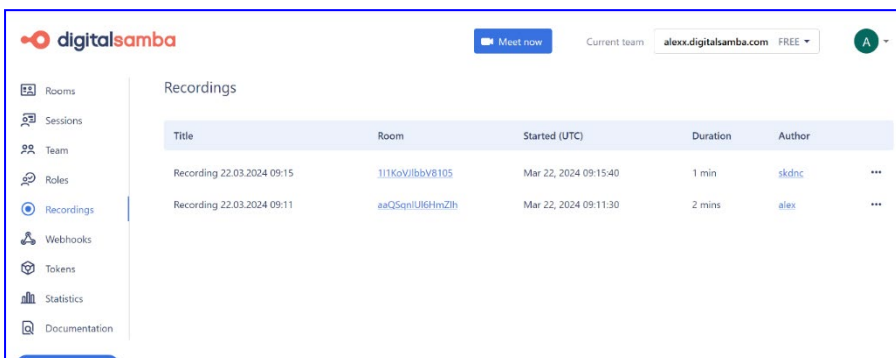 digitalsamba
Meet now
Current team
alexx.digitalsamba.com FREE
A
Rooms
Sessions
Team
Roles
Recordings
Webhooks
Tokens
Statistics
Documentation
Recordings
Title Room Started (UTC) Duration Author
Recording 22.03.2024 09:15 1I1KoVJlbbV8105 Mar 22, 2024 09:15:40 1 min skdnc
Recording 22.03.2024 09:11 aaQSqnIUl6HmZIh Mar 22, 2024 09:11:30 2 mins alex